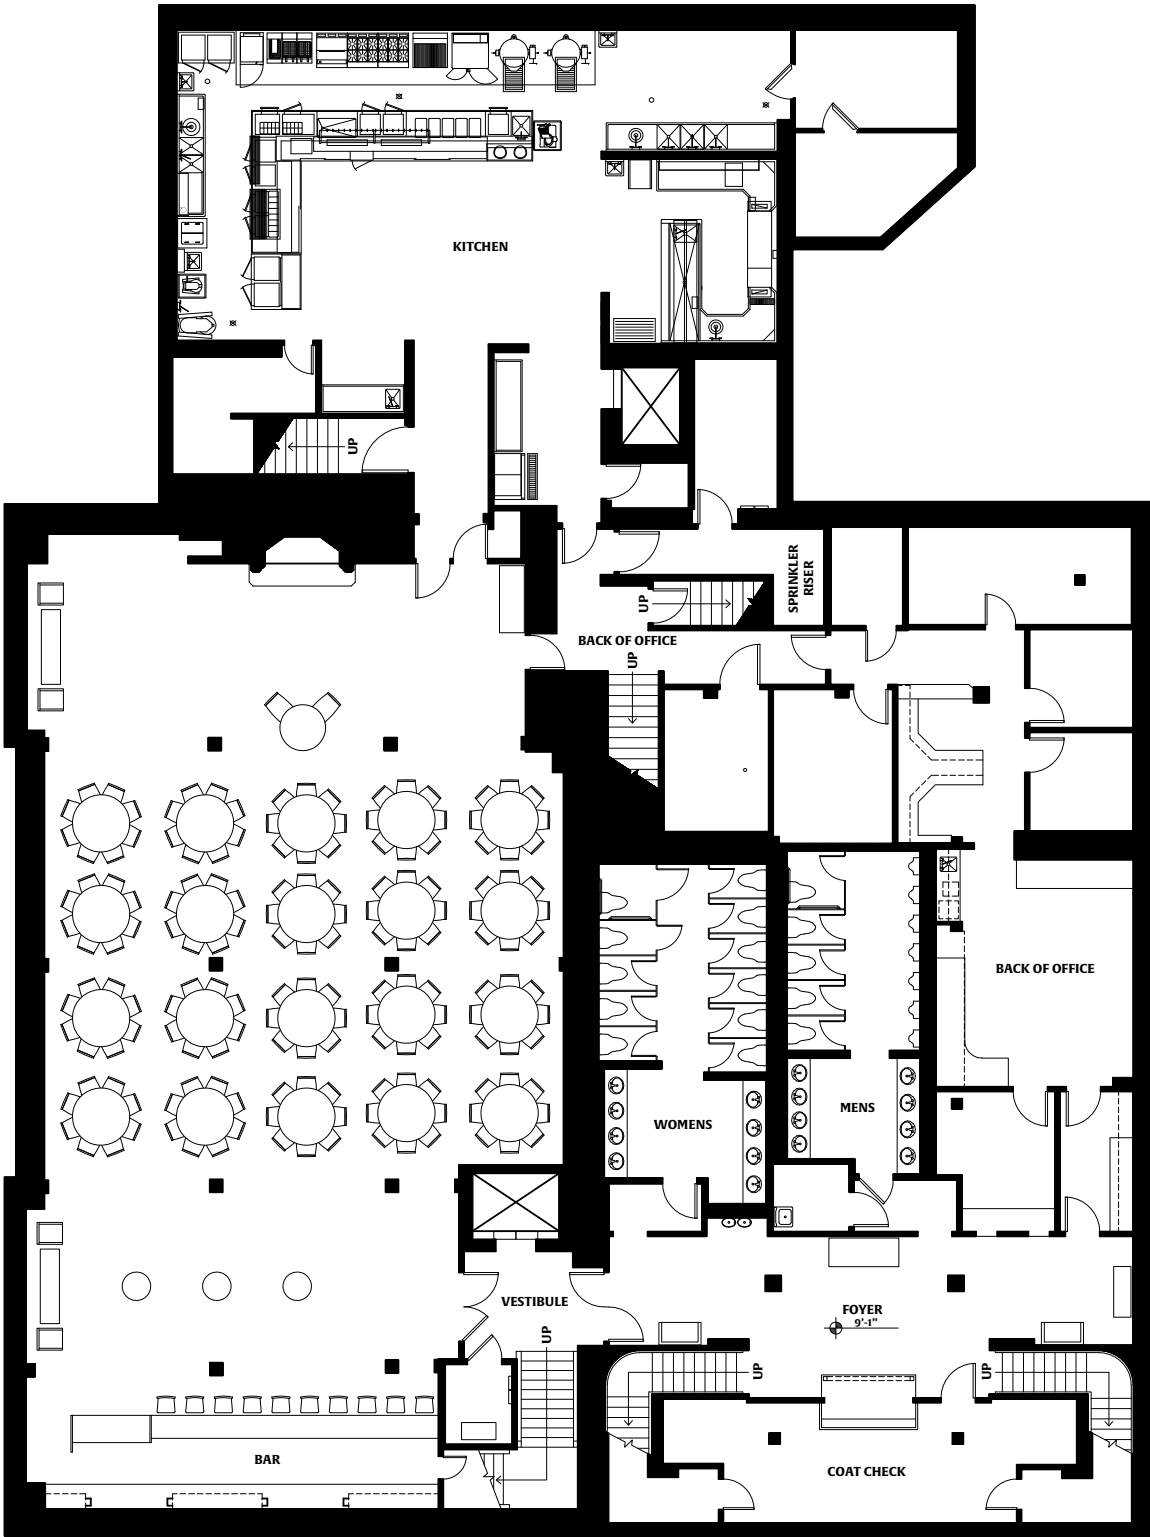 KITCHEN
UP
SPRINKLER
RISER
UP
BACK OF OFFICE
UP
BACK OF OFFICE
WOMENS
MENS
VESTIBULE
FOYER
9'-1"
UP
UP
UP
BAR
COAT CHECK